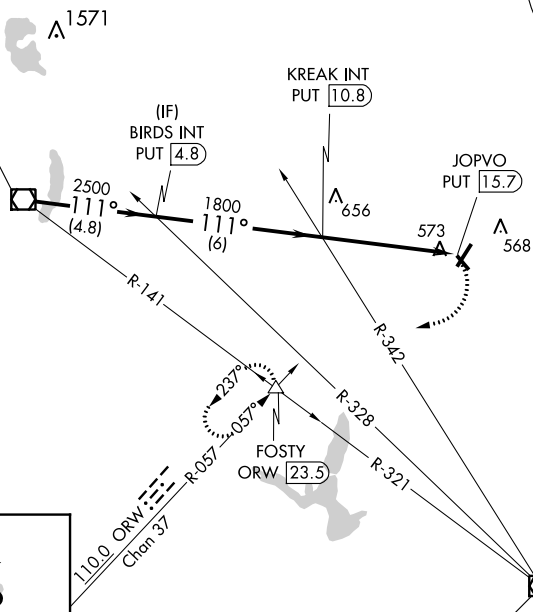 1571
KREAK INT
PUT 10.8
(IF)
BIRDS INT
PUT 4.8
JOPVO
PUT 15.7
2500
111°
(4.8)
1800
111°
(6)
656
573
568
R-141
R-342
R-328
R-321
237°
057°
R-057
FOSTY
ORW 23.5
110.0 ORW
Chan 37